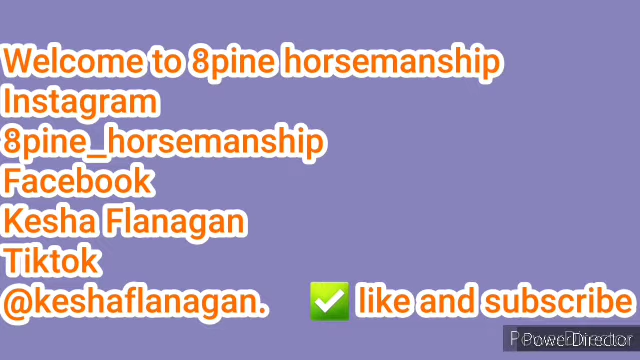 Welcome to 8pine horsemanship
Instagram
8pine_horsemanship
Facebook
Kesha Flanagan
Tiktok
@keshaflanagan. ✅ like and subscribe
PowerDirector